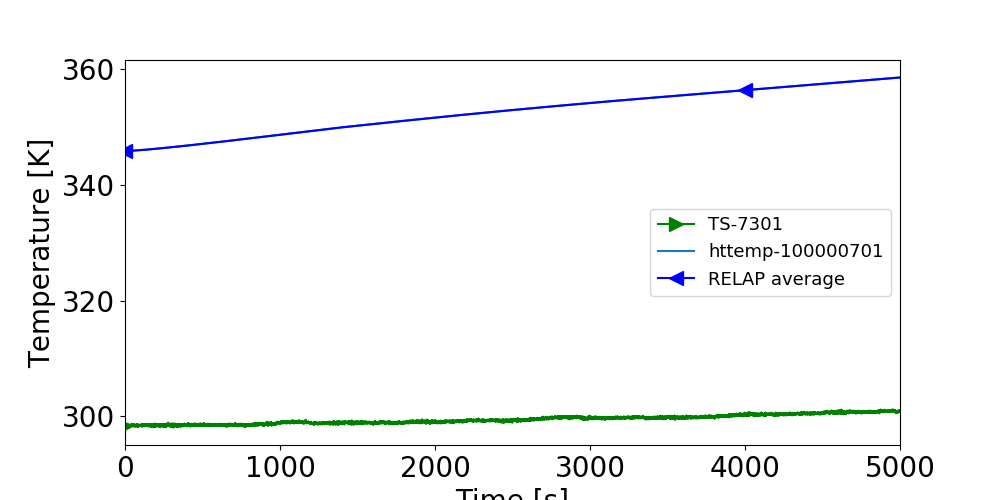 360
340
320
300
Temperature [K]
TS-7301
httemp-100000701
RELAP average
0 1000 2000 3000 4000 5000
Time [s]